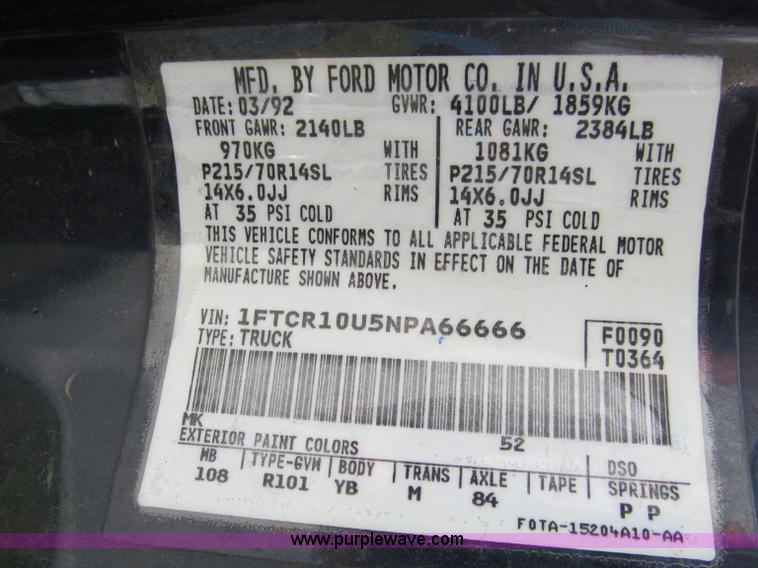 MFD. BY FORD MOTOR CO. IN U.S.A.
DATE: 03/92 GVWR: 4100LB/ 1859KG
FRONT GAWR: 2140LB REAR GAWR: 2384LB
970KG WITH 1081KG WITH
P215/70R14SL TIRES P215/70R14SL TIRES
14X6.0JJ RIMS 14X6.0JJ RIMS
AT 35 PSI COLD AT 35 PSI COLD
THIS VEHICLE CONFORMS TO ALL APPLICABLE FEDERAL MOTOR
VEHICLE SAFETY STANDARDS IN EFFECT ON THE DATE OF
MANUFACTURE SHOWN ABOVE.
VIN: 1FTCR10U5NPA66666 F0090
TYPE: TRUCK T0364
MK 52
EXTERIOR PAINT COLORS DSO
WB TYPE-GVW BODY TRANS AXLE TAPE SPRINGS
108 R101 YB M 84 P P
F0TA-15204A10-AA
www.purplewave.com